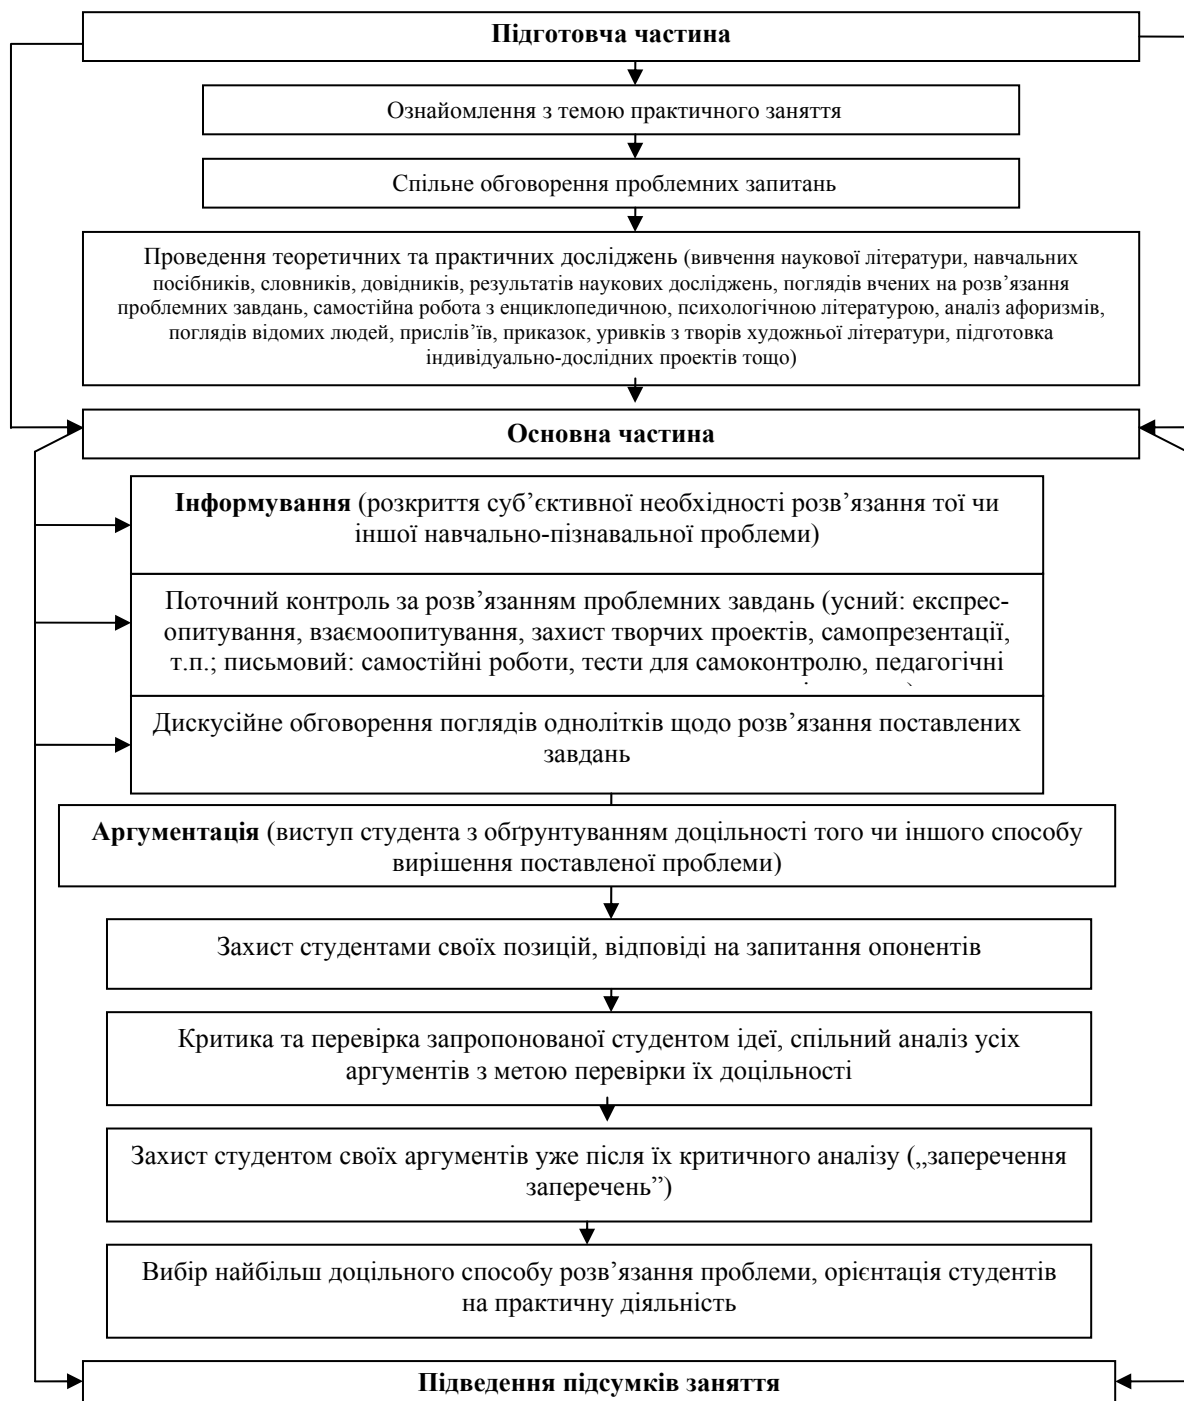 Підготовча частина
Ознайомлення з темою практичного заняття
Спільне обговорення проблемних запитань
Проведення теоретичних та практичних досліджень (вивчення наукової літератури, навчальних
посібників, словників, довідників, результатів наукових досліджень, поглядів вчених на розв’язання
проблемних завдань, самостійна робота з енциклопедичною, психологічною літературою, аналіз афоризмів,
поглядів відомих людей, прислів’їв, приказок, уривків з творів художньої літератури, підготовка
індивідуально-дослідних проектів тощо)
Основна частина
Інформування (розкриття суб’єктивної необхідності розв’язання тої чи
іншої навчально-пізнавальної проблеми)
Поточний контроль за розв’язанням проблемних завдань (усний: експрес-
опитування, взаємоопитування, захист творчих проектів, самопрезентації,
т.п.; письмовий: самостійні роботи, тести для самоконтролю, педагогічні
Дискусійне обговорення поглядів однолітків щодо розв’язання поставлених
завдань
Аргументація (виступ студента з обґрунтуванням доцільності того чи іншого способу
вирішення поставленої проблеми)
Захист студентами своїх позицій, відповіді на запитання опонентів
Критика та перевірка запропонованої студентом ідеї, спільний аналіз усіх
аргументів з метою перевірки їх доцільності
Захист студентом своїх аргументів уже після їх критичного аналізу („заперечення
заперечень”)
Вибір найбільш доцільного способу розв’язання проблеми, орієнтація студентів
на практичну діяльність
Підведення підсумків заняття